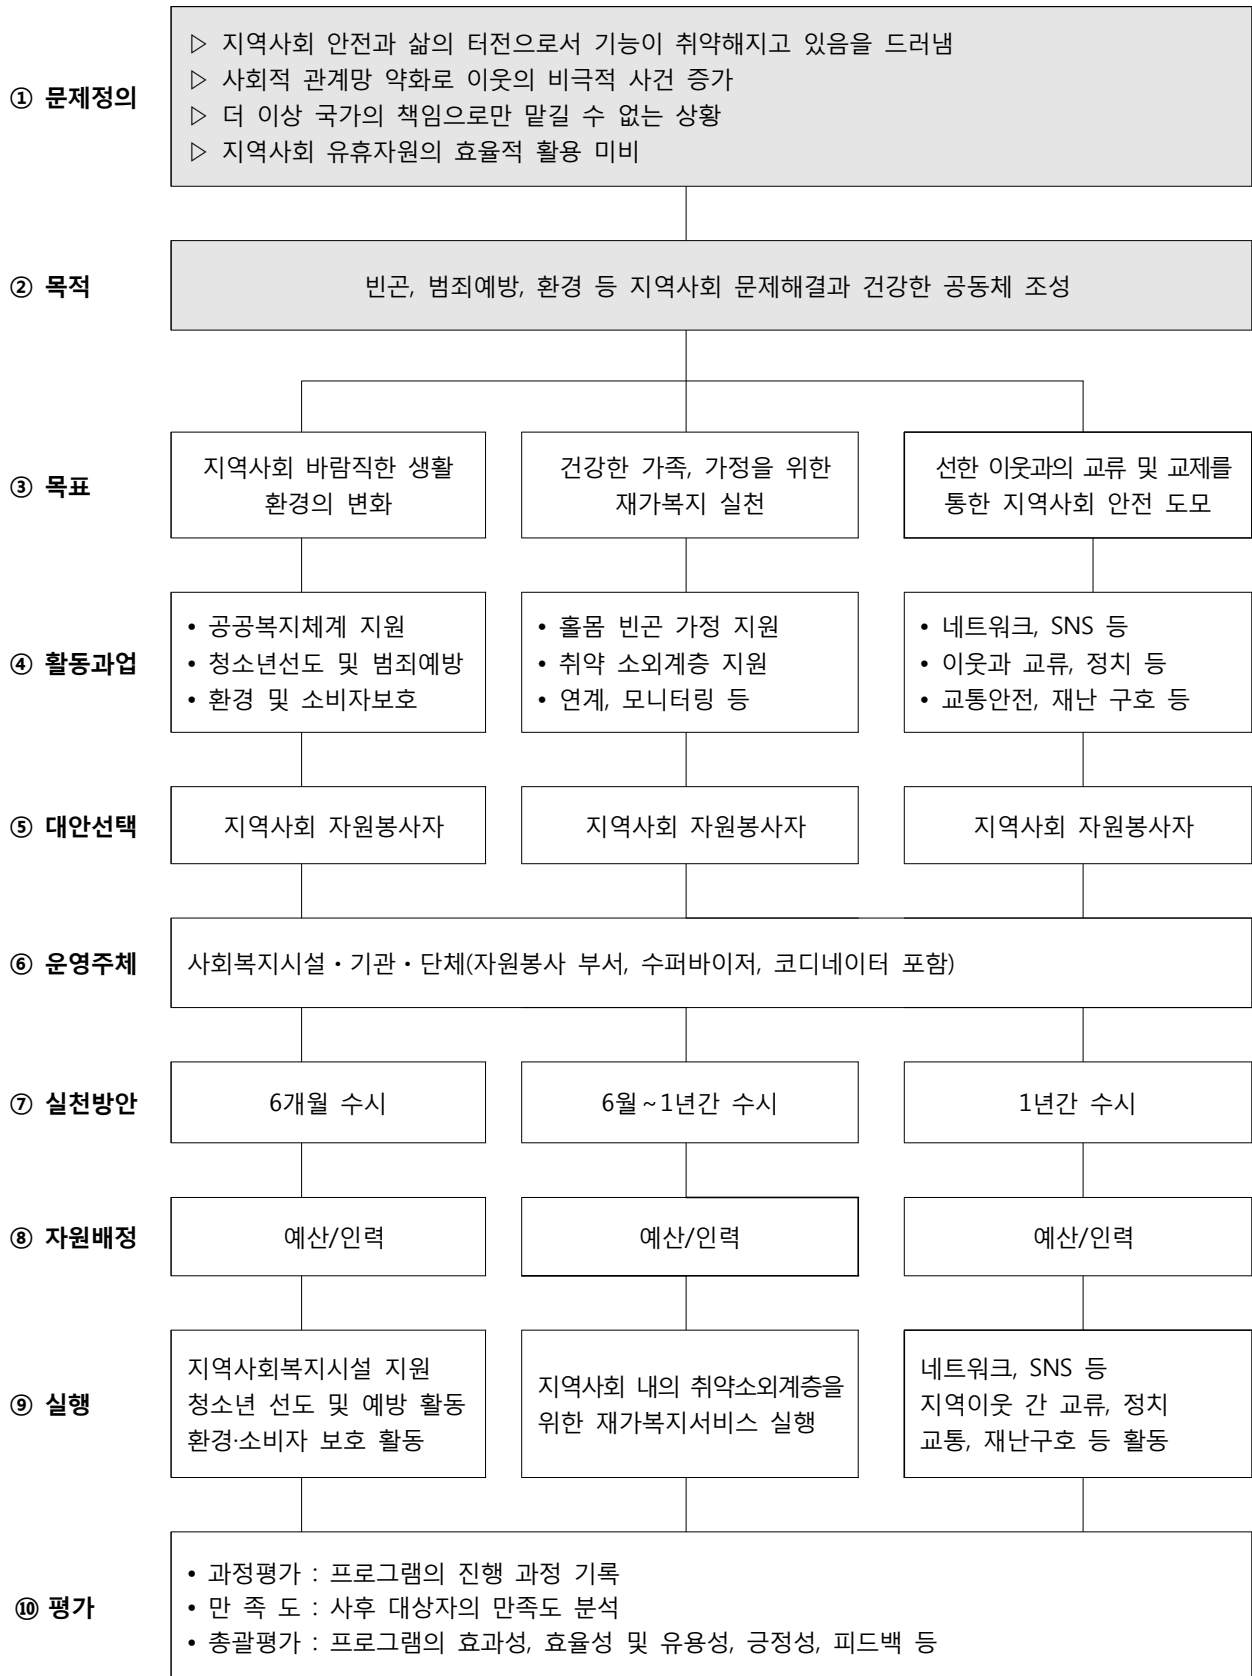 ① 문제정의
▷ 지역사회 안전과 삶의 터전으로서 기능이 취약해지고 있음을 드러냄
▷ 사회적 관계망 약화로 이웃의 비극적 사건 증가
▷ 더 이상 국가의 책임으로만 맡길 수 없는 상황
▷ 지역사회 유휴자원의 효율적 활용 미비
② 목적
빈곤, 범죄예방, 환경 등 지역사회 문제해결과 건강한 공동체 조성
③ 목표
지역사회 바람직한 생활
환경의 변화
건강한 가족, 가정을 위한
재가복지 실천
선한 이웃과의 교류 및 교제를
통한 지역사회 안전 도모
④ 활동과업
• 공공복지체계 지원
• 청소년선도 및 범죄예방
• 환경 및 소비자보호
• 홀몸 빈곤 가정 지원
• 취약 소외계층 지원
• 연계, 모니터링 등
• 네트워크, SNS 등
• 이웃과 교류, 정치 등
• 교통안전, 재난 구호 등
⑤ 대안선택
지역사회 자원봉사자
지역사회 자원봉사자
지역사회 자원봉사자
⑥ 운영주체
사회복지시설・기관・단체(자원봉사 부서, 수퍼바이저, 코디네이터 포함)
⑦ 실천방안
6개월 수시
6월~1년간 수시
1년간 수시
⑧ 자원배정
예산/인력
예산/인력
예산/인력
⑨ 실행
지역사회복지시설 지원
청소년 선도 및 예방 활동
환경·소비자 보호 활동
지역사회 내의 취약소외계층을
위한 재가복지서비스 실행
네트워크, SNS 등
지역이웃 간 교류, 정치
교통, 재난구호 등 활동
⑩ 평가
• 과정평가 : 프로그램의 진행 과정 기록
• 만 족 도 : 사후 대상자의 만족도 분석
• 총괄평가 : 프로그램의 효과성, 효율성 및 유용성, 긍정성, 피드백 등